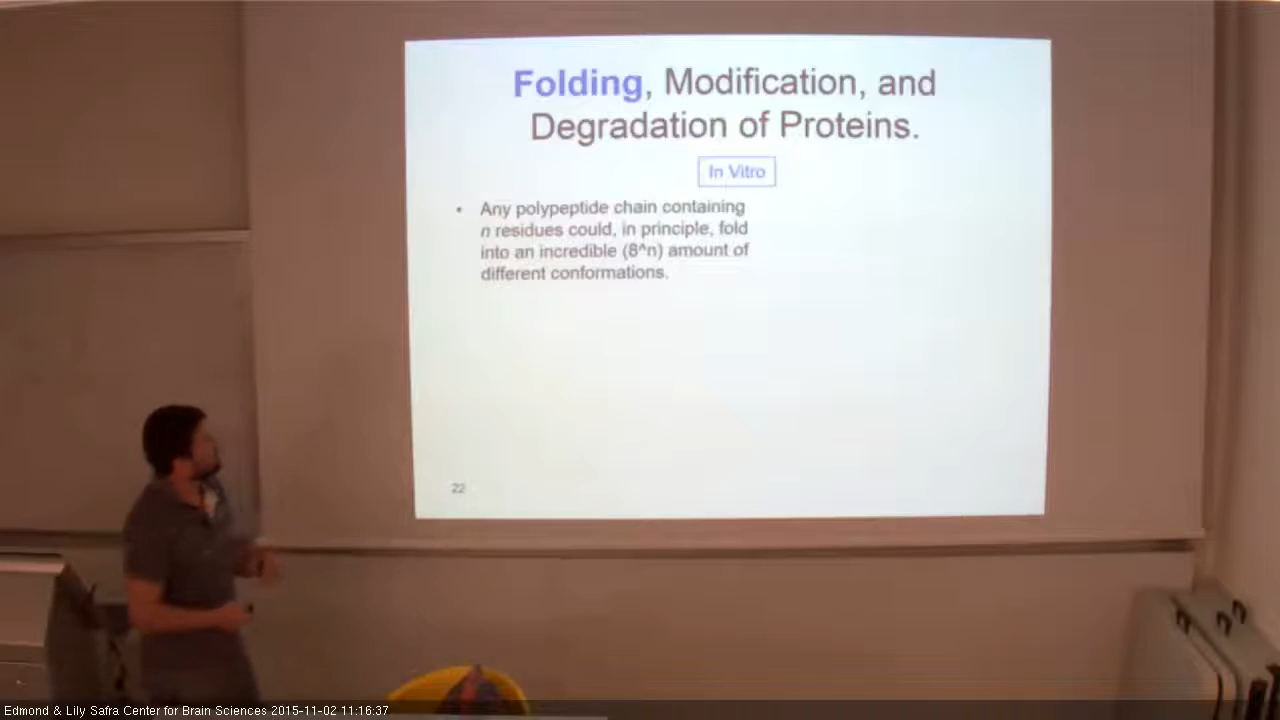 Folding, Modification, and
Degradation of Proteins.
In Vitro
• Any polypeptide chain containing
n residues could, in principle, fold
into an incredible (8^n) amount of
different conformations.
22
Edmond & Lily Safra Center for Brain Sciences 2015-11-02 11:16:37